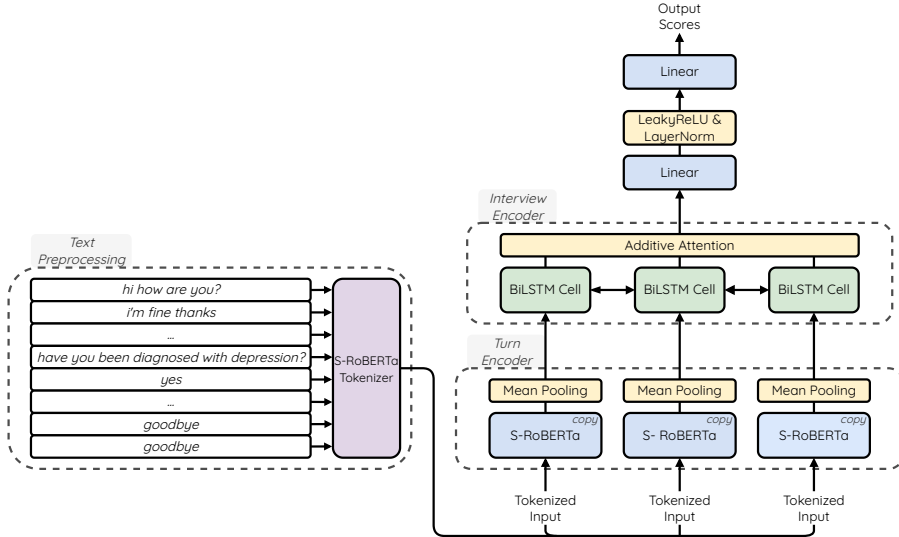 Output
Scores
Linear
LeakyReLU &
LayerNorm
Linear
Interview
Encoder
Additive Attention
BiLSTM Cell
BiLSTM Cell
BiLSTM Cell
Text
Preprocessing
hi how are you?
i'm fine thanks
...
have you been diagnosed with depression?
yes
...
goodbye
goodbye
S-RoBERTa
Tokenizer
Turn
Encoder
Mean Pooling
Mean Pooling
Mean Pooling
copy
S-RoBERTa
copy
S- RoBERTa
copy
S-RoBERTa
Tokenized
Input
Tokenized
Input
Tokenized
Input